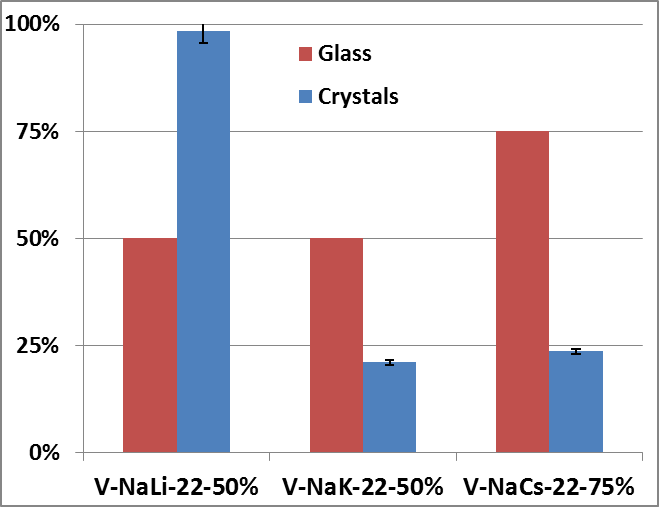 100%
75%
50%
25%
0%
Glass
Crystals
V-NaLi-22-50%
V-NaK-22-50%
V-NaCs-22-75%